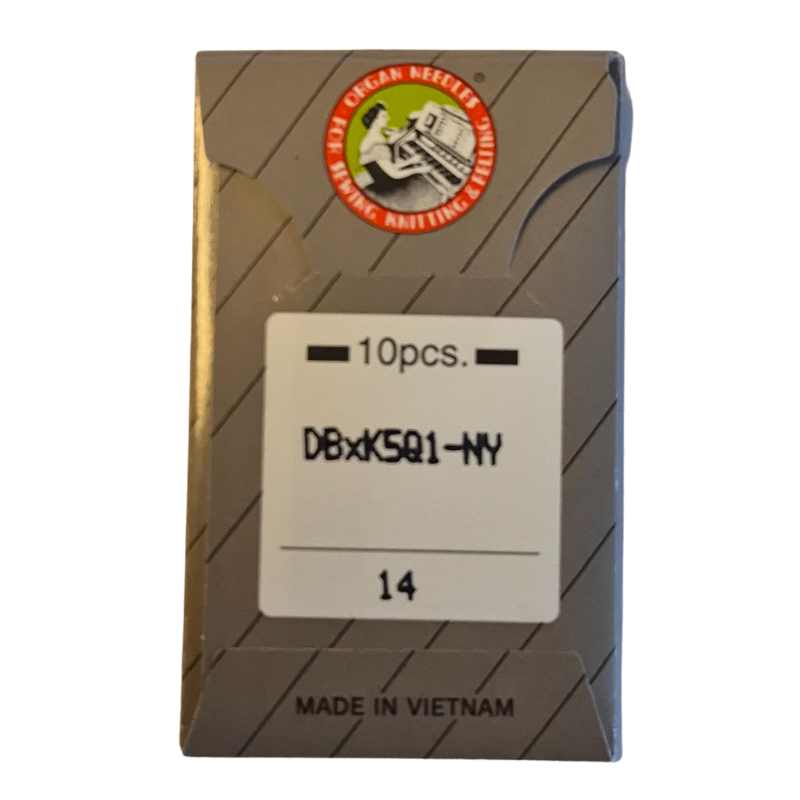 ORGAN NEEDLES ®
FOR SEWING KNITTING & FELTING
10pcs.
DBxK5Q1-NY
14
MADE IN VIETNAM